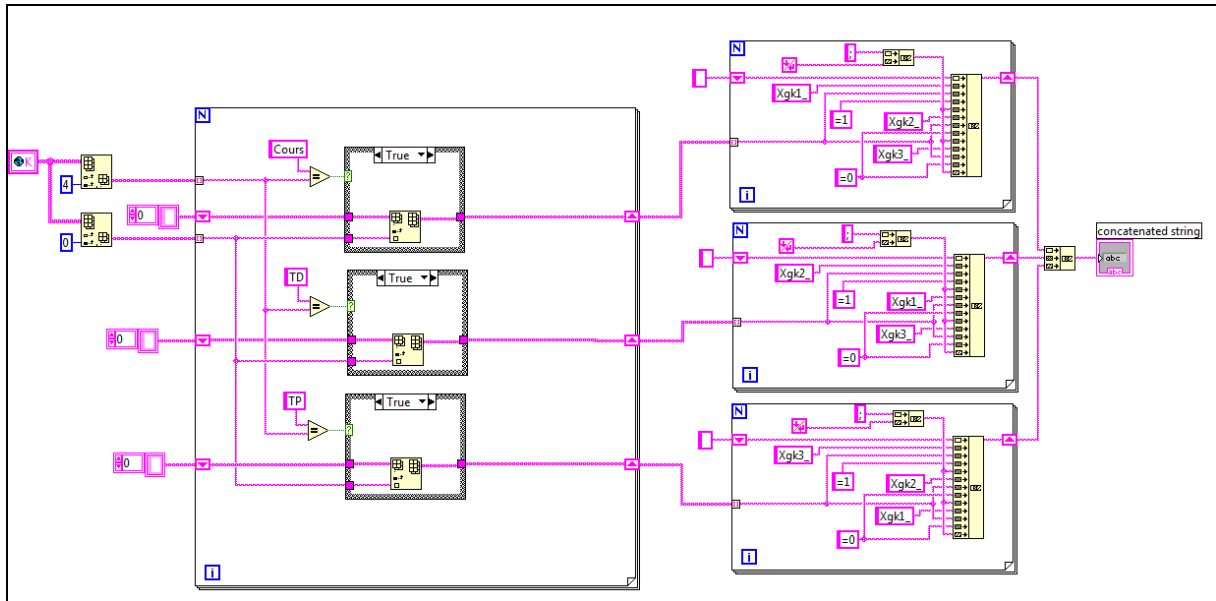 K
4
0
N
Cours
True
0
TD
True
0
TP
True
0
i
N
;
Xgk1_
=1
Xgk2_
Xgk3_
=0
i
N
;
Xgk2_
=1
Xgk1_
Xgk3_
=0
i
N
;
Xgk3_
=1
Xgk2_
Xgk1_
=0
i
concatenated string
abc
abc